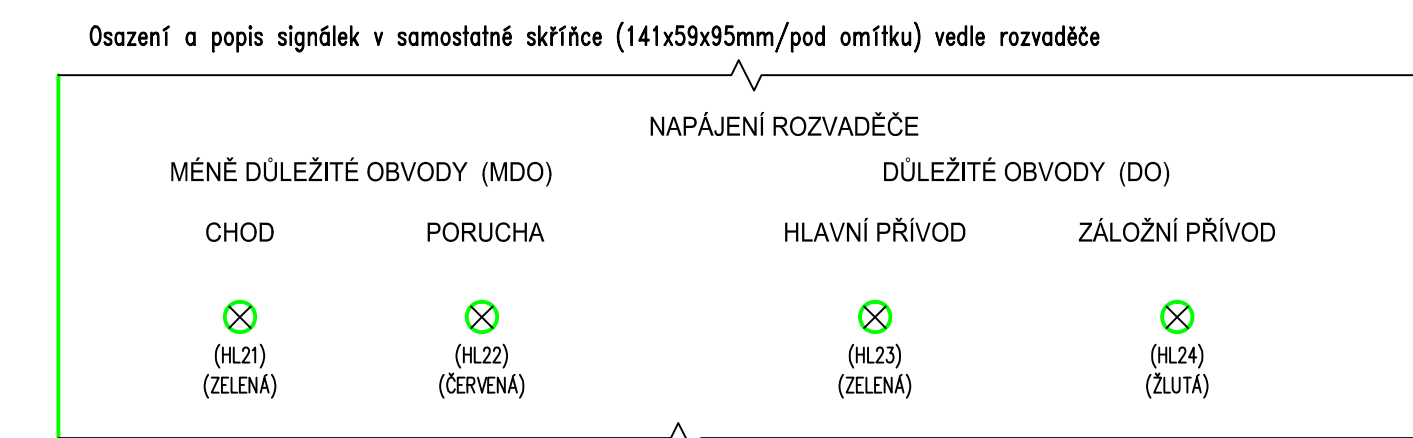 Osazení a popis signálek v samostatné skříňce (141x59x95mm/pod omítku) vedle rozvaděče
NAPÁJENÍ ROZVADĚČE
MÉNĚ DŮLEŽITÉ OBVODY (MDO) DŮLEŽITÉ OBVODY (DO)
CHOD PORUCHA HLAVNÍ PŘÍVOD ZÁLOŽNÍ PŘÍVOD
(HL21) (HL22) (HL23) (HL24)
(ZELENÁ) (ČERVENÁ) (ZELENÁ) (ŽLUTÁ)